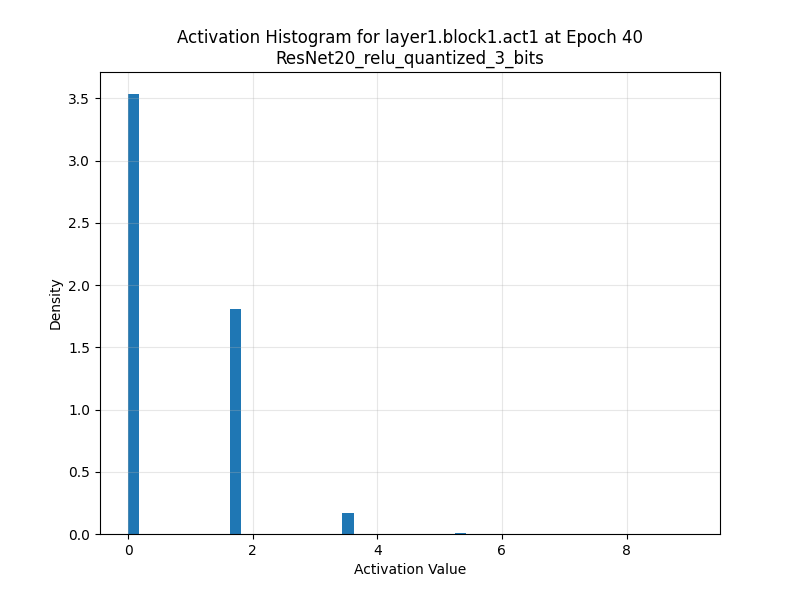 Activation Histogram for layer1.block1.act1 at Epoch 40
ResNet20_relu_quantized_3_bits
3.5
3.0
2.5
2.0
1.5
1.0
0.5
0.0
Density
0 2 4 6 8
Activation Value